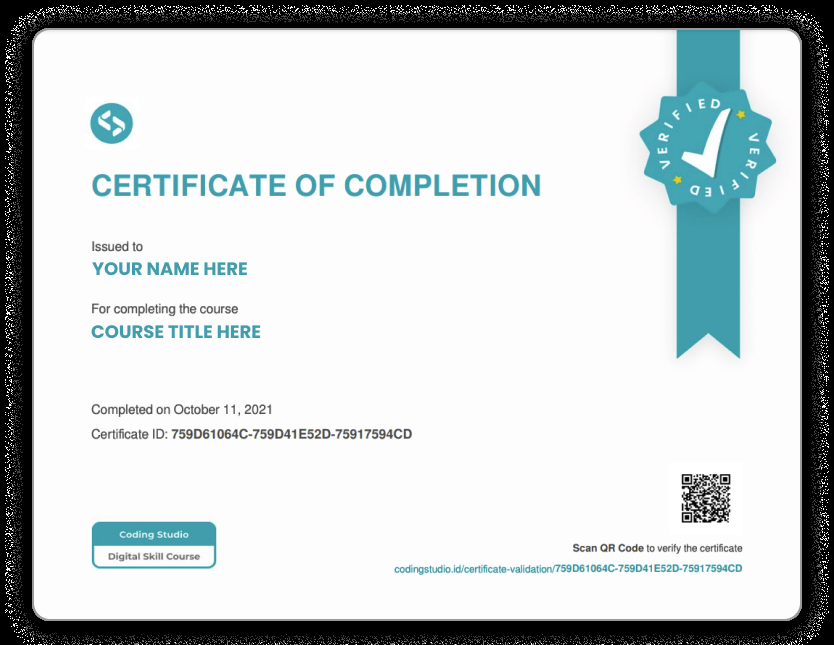 VERIFIED
VERIFIED
VERIFIED
CERTIFICATE OF COMPLETION
Issued to
YOUR NAME HERE
For completing the course
COURSE TITLE HERE
Completed on October 11, 2021
Certificate ID: 759D61064C-759D41E52D-75917594CD
Coding Studio
Digital Skill Course
Scan QR Code to verify the certificate
codingstudio.id/certificate-validation/759D61064C-759D41E52D-75917594CD